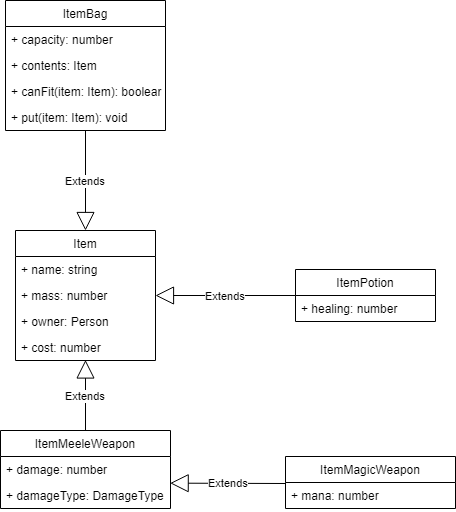 ItemBag
+ capacity: number
+ contents: Item
+ canFit(item: Item): boolear
+ put(item: Item): void
Extends
Item
+ name: string
+ mass: number
+ owner: Person
+ cost: number
Extends
ItemPotion
+ healing: number
Extends
ItemMeeleWeapon
+ damage: number
+ damageType: DamageType
Extends
ItemMagicWeapon
+ mana: number